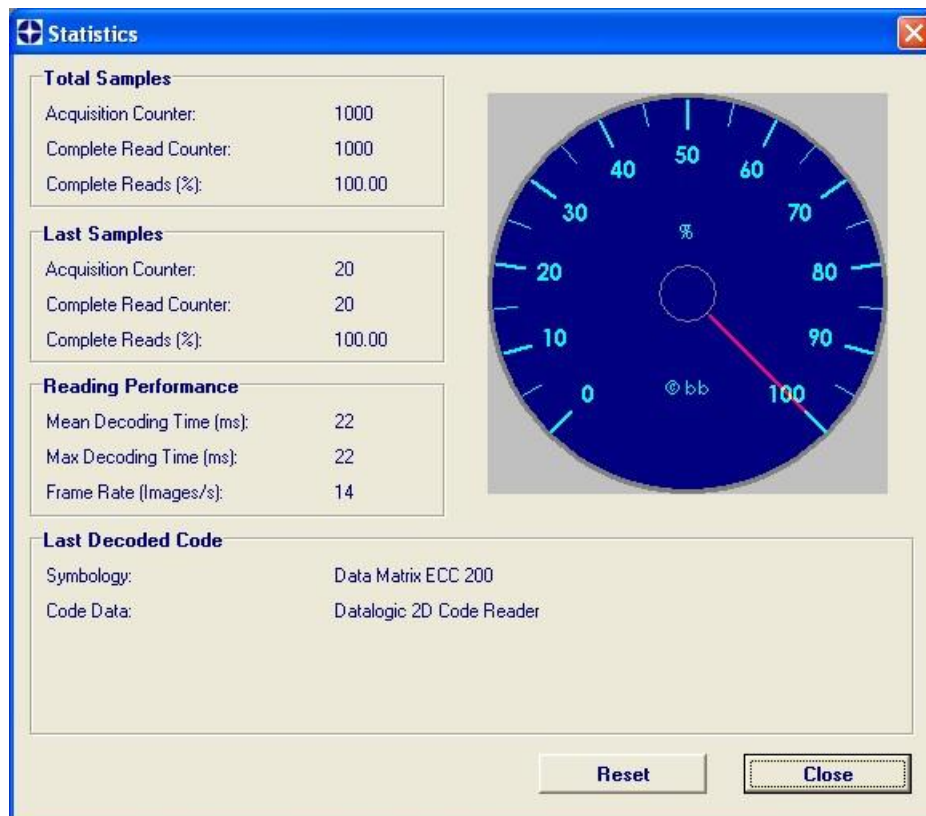 Statistics
Total Samples
Acquisition Counter: 1000
Complete Read Counter: 1000
Complete Reads (%): 100.00
Last Samples
Acquisition Counter: 20
Complete Read Counter: 20
Complete Reads (%): 100.00
Reading Performance
Mean Decoding Time (ms): 22
Max Decoding Time (ms): 22
Frame Rate (Images/s): 14
0
10
20
30
40
50
60
70
80
90
100
%
© bb
Last Decoded Code
Symbology: Data Matrix ECC 200
Code Data: Datalogic 2D Code Reader
Reset Close